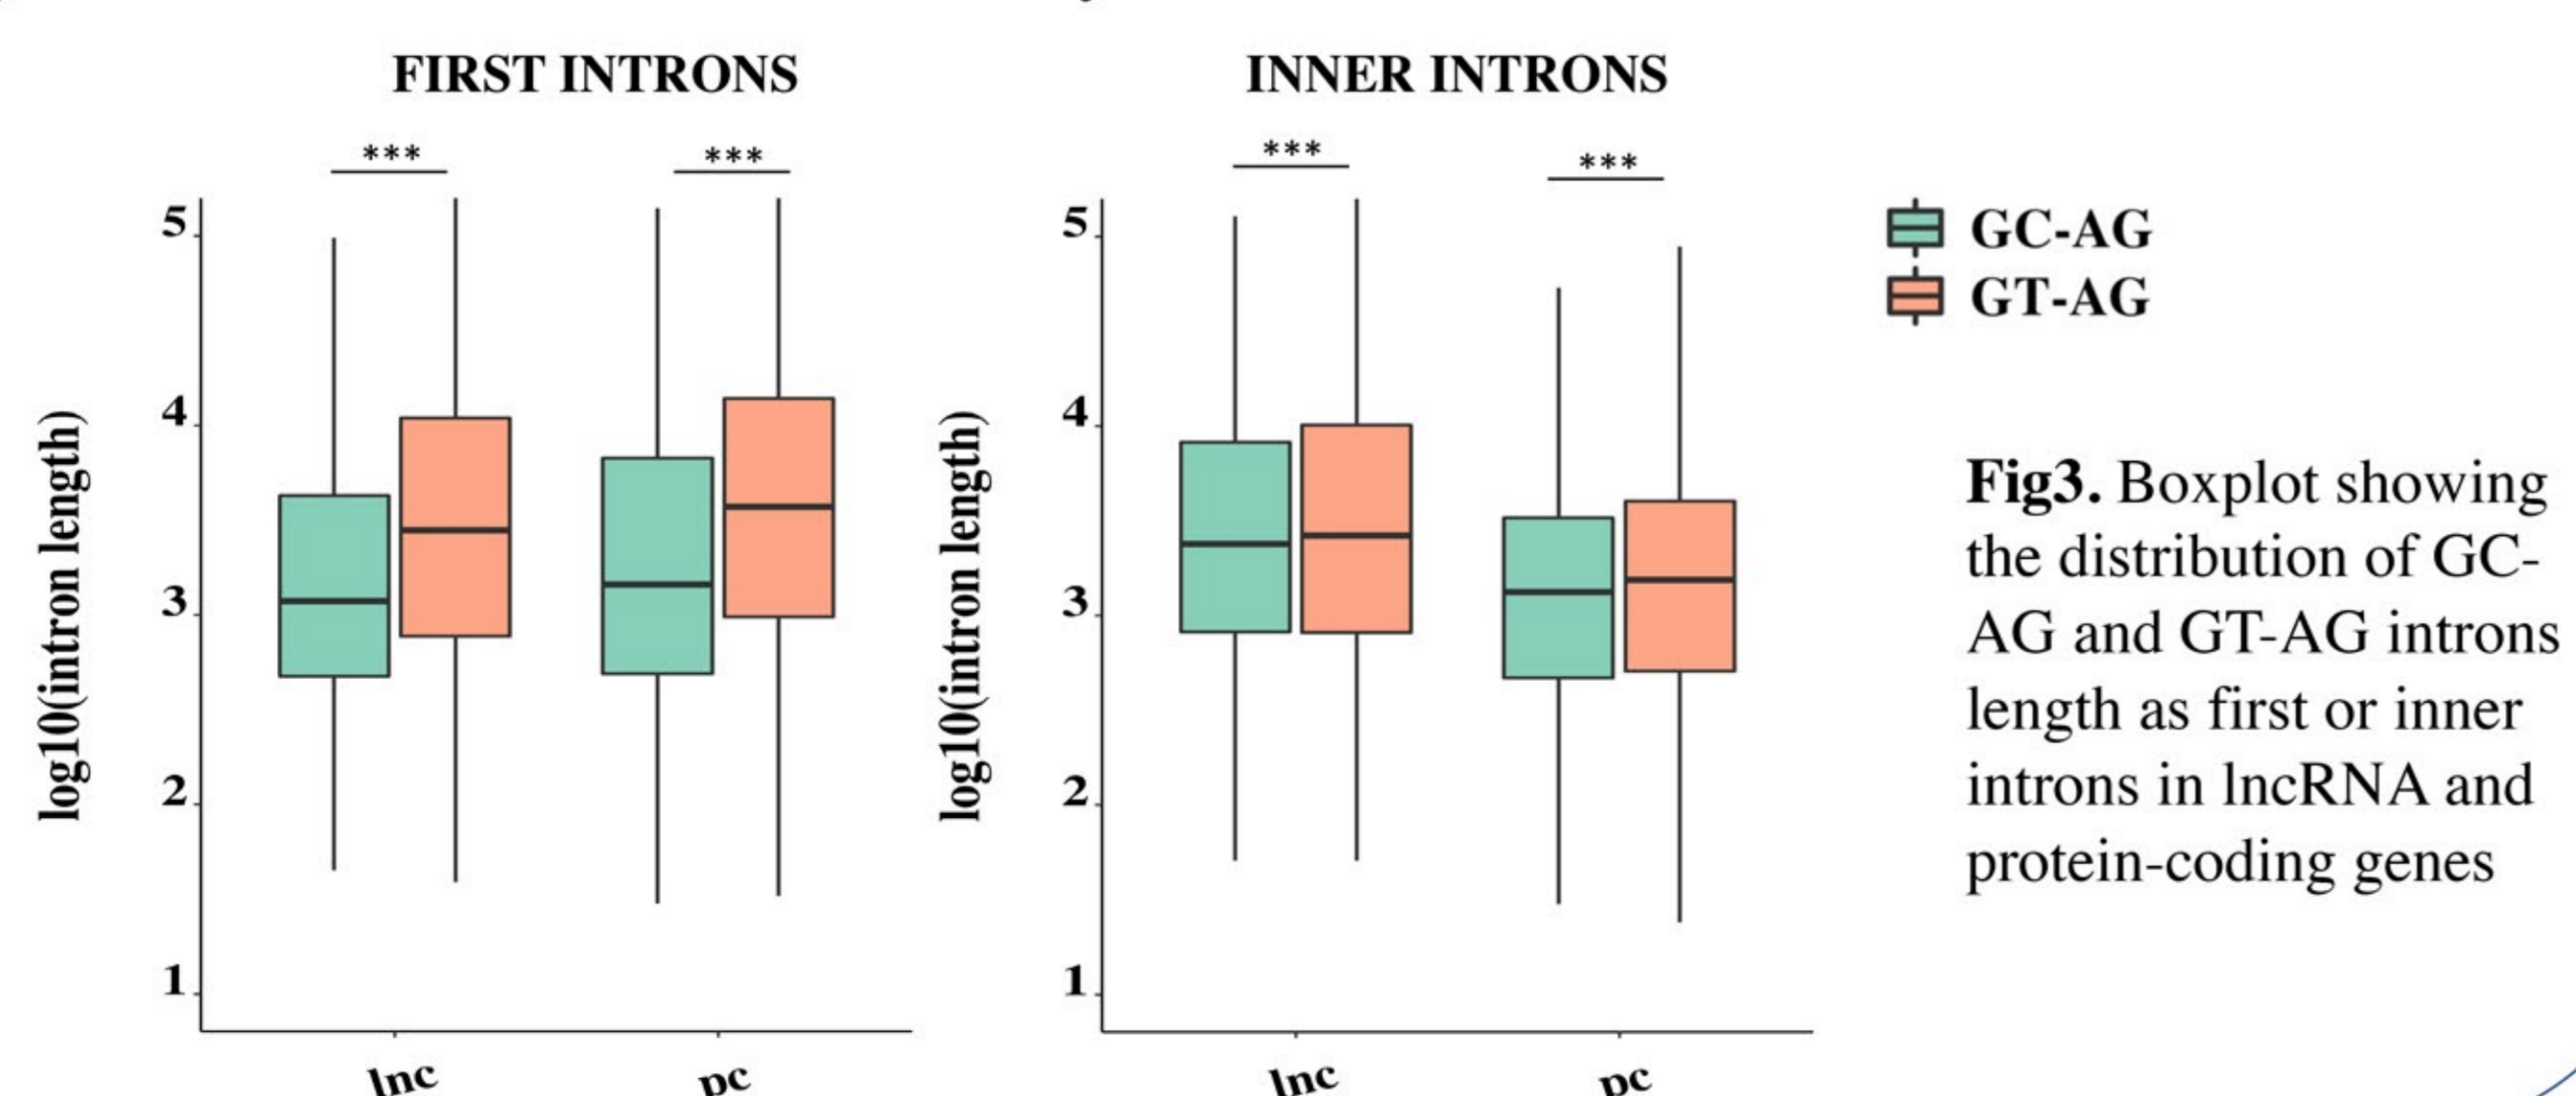 FIRST INTRONS
***
***
5
4
3
2
1
log10(intron length)
lnc
pc
INNER INTRONS
***
***
5
4
3
2
1
log10(intron length)
lnc
pc
GC-AG
GT-AG
Fig3. Boxplot showing
the distribution of GC-
AG and GT-AG introns
length as first or inner
introns in lncRNA and
protein-coding genes